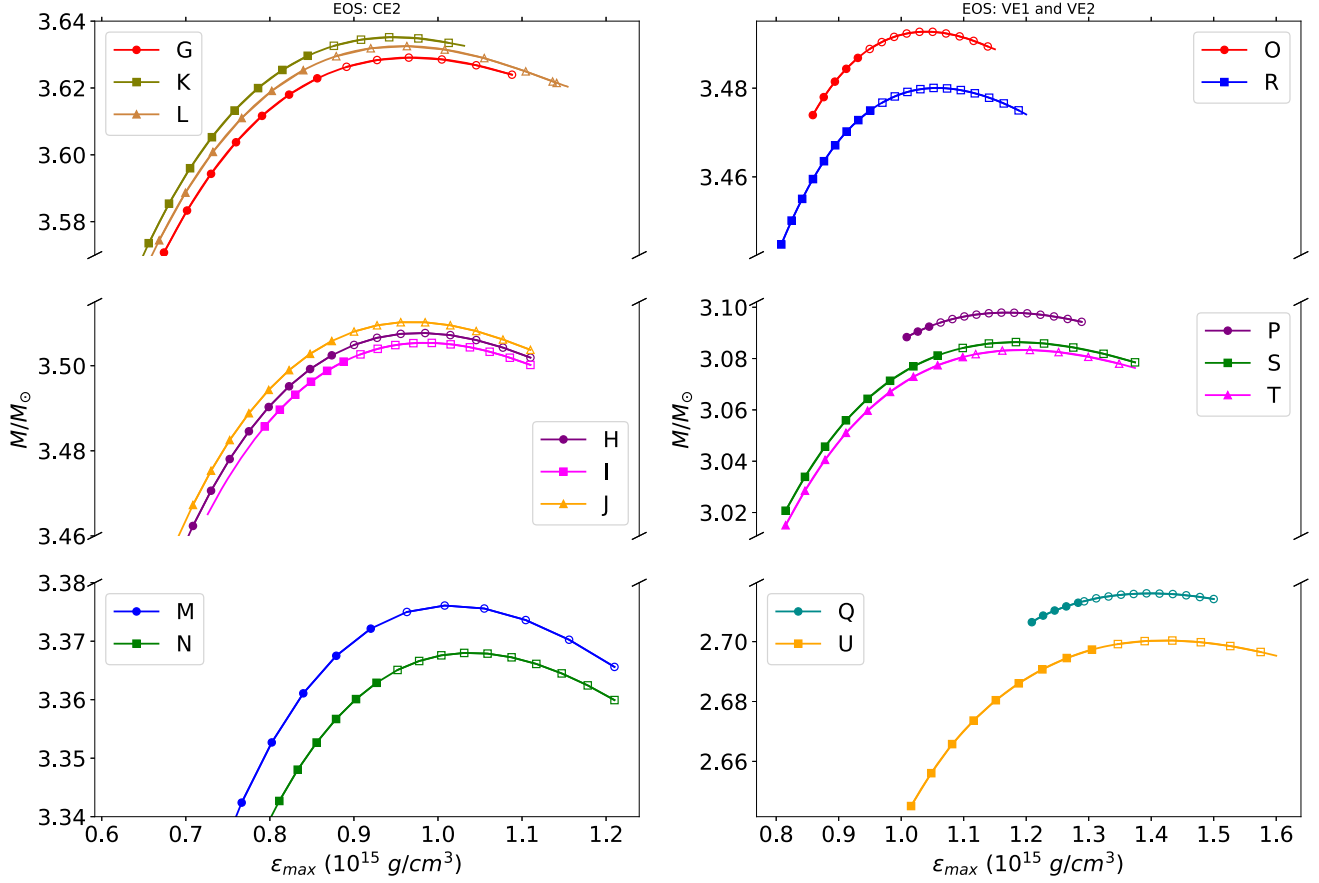 EOS: CE2
3.64
3.62
3.60
3.58
G
K
L
3.50
3.48
3.46
M/M⊙
H
I
J
3.38
3.37
3.36
3.35
3.34
M
N
0.6 0.7 0.8 0.9 1.0 1.1 1.2
ε_max (10^15 g/cm^3)
EOS: VE1 and VE2
3.48
3.46
O
R
3.10
3.08
3.06
3.04
3.02
M/M⊙
P
S
T
2.70
2.68
2.66
Q
U
0.8 0.9 1.0 1.1 1.2 1.3 1.4 1.5 1.6
ε_max (10^15 g/cm^3)